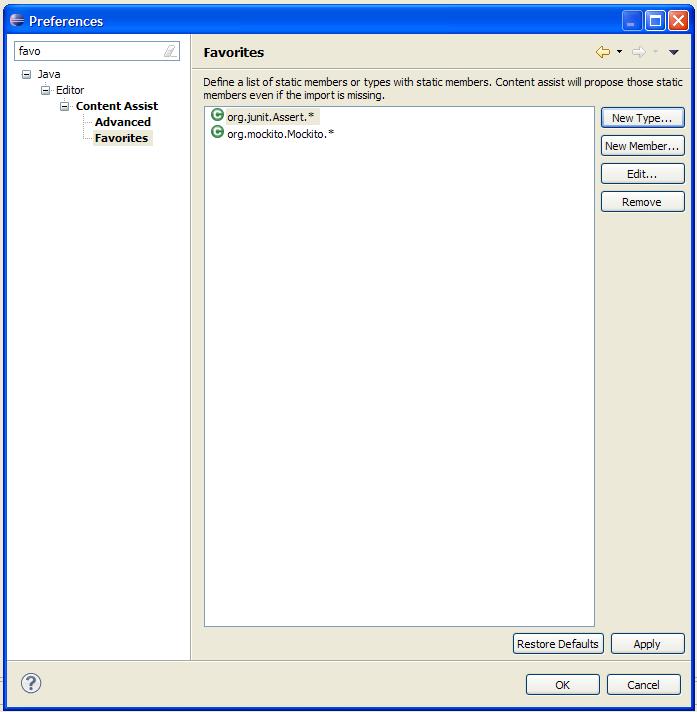 Preferences
favo
Favorites
Java
Editor
Content Assist
Advanced
Favorites
Define a list of static members or types with static members. Content assist will propose those static
members even if the import is missing.
org.junit.Assert.*
org.mockito.Mockito.*
New Type...
New Member...
Edit...
Remove
Restore Defaults
Apply
OK
Cancel